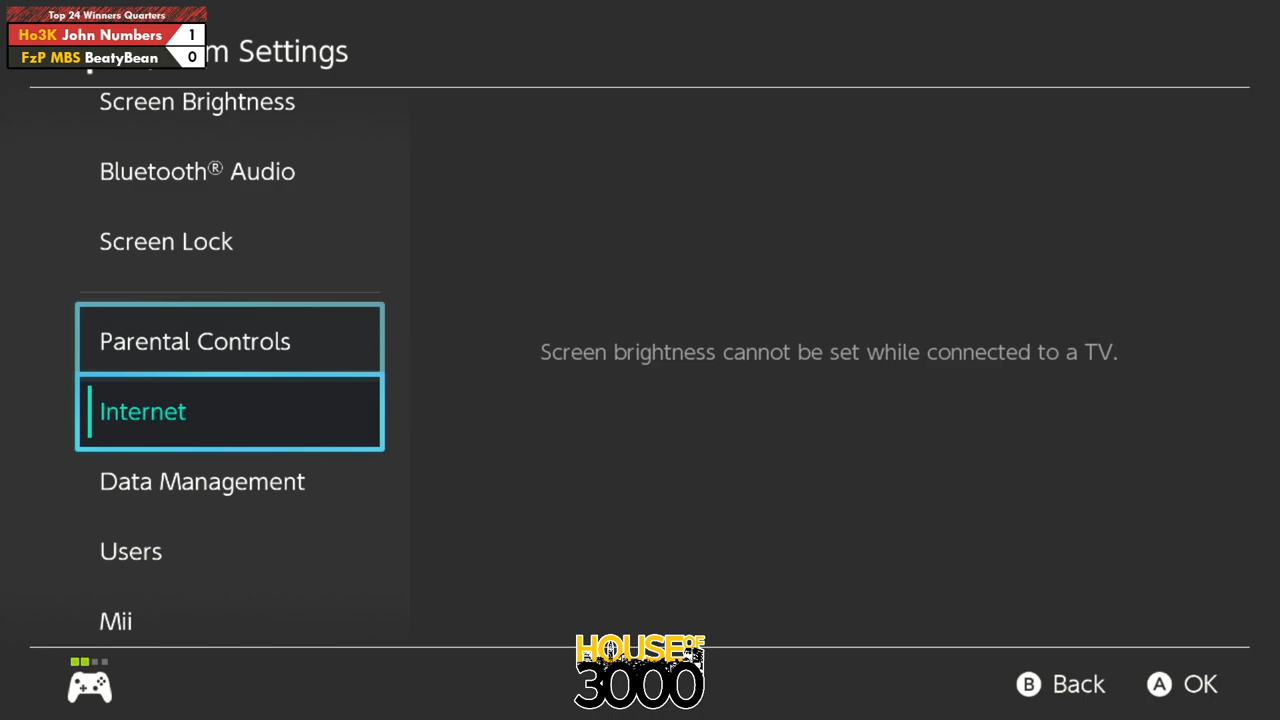 Top 24 Winners Quarters
Ho3K John Numbers 1
FzP MBS BeatyBean 0
m Settings
Screen Brightness
Bluetooth® Audio
Screen Lock
Parental Controls
Internet
Data Management
Users
Mii
Screen brightness cannot be set while connected to a TV.
HOUSE OF
3000
B Back
A OK